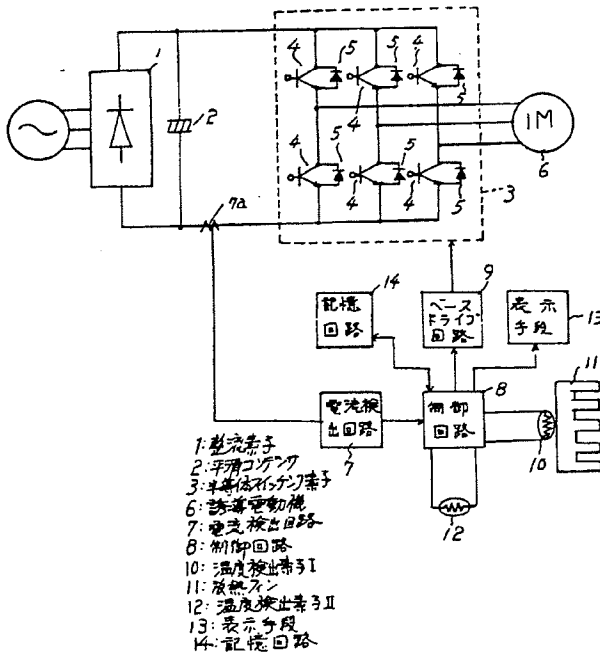 1
4
5
5
4
5
2
4
5
1M
4
5
5
4
4
5
6
3
7a
14
9
記憶
回路
ベース
ドライブ
回路
表示
手段
13
8
11
電流検
出回路
制御
回路
7
10
12
1:整流素子
2:平滑コンデンサ
3:半導体スイッチング素子
6:誘導電動機
7:電流検出回路
8:制御回路
10:温度検出素子I
11:放熱フィン
12:温度検出素子II
13:表示手段
14:記憶回路